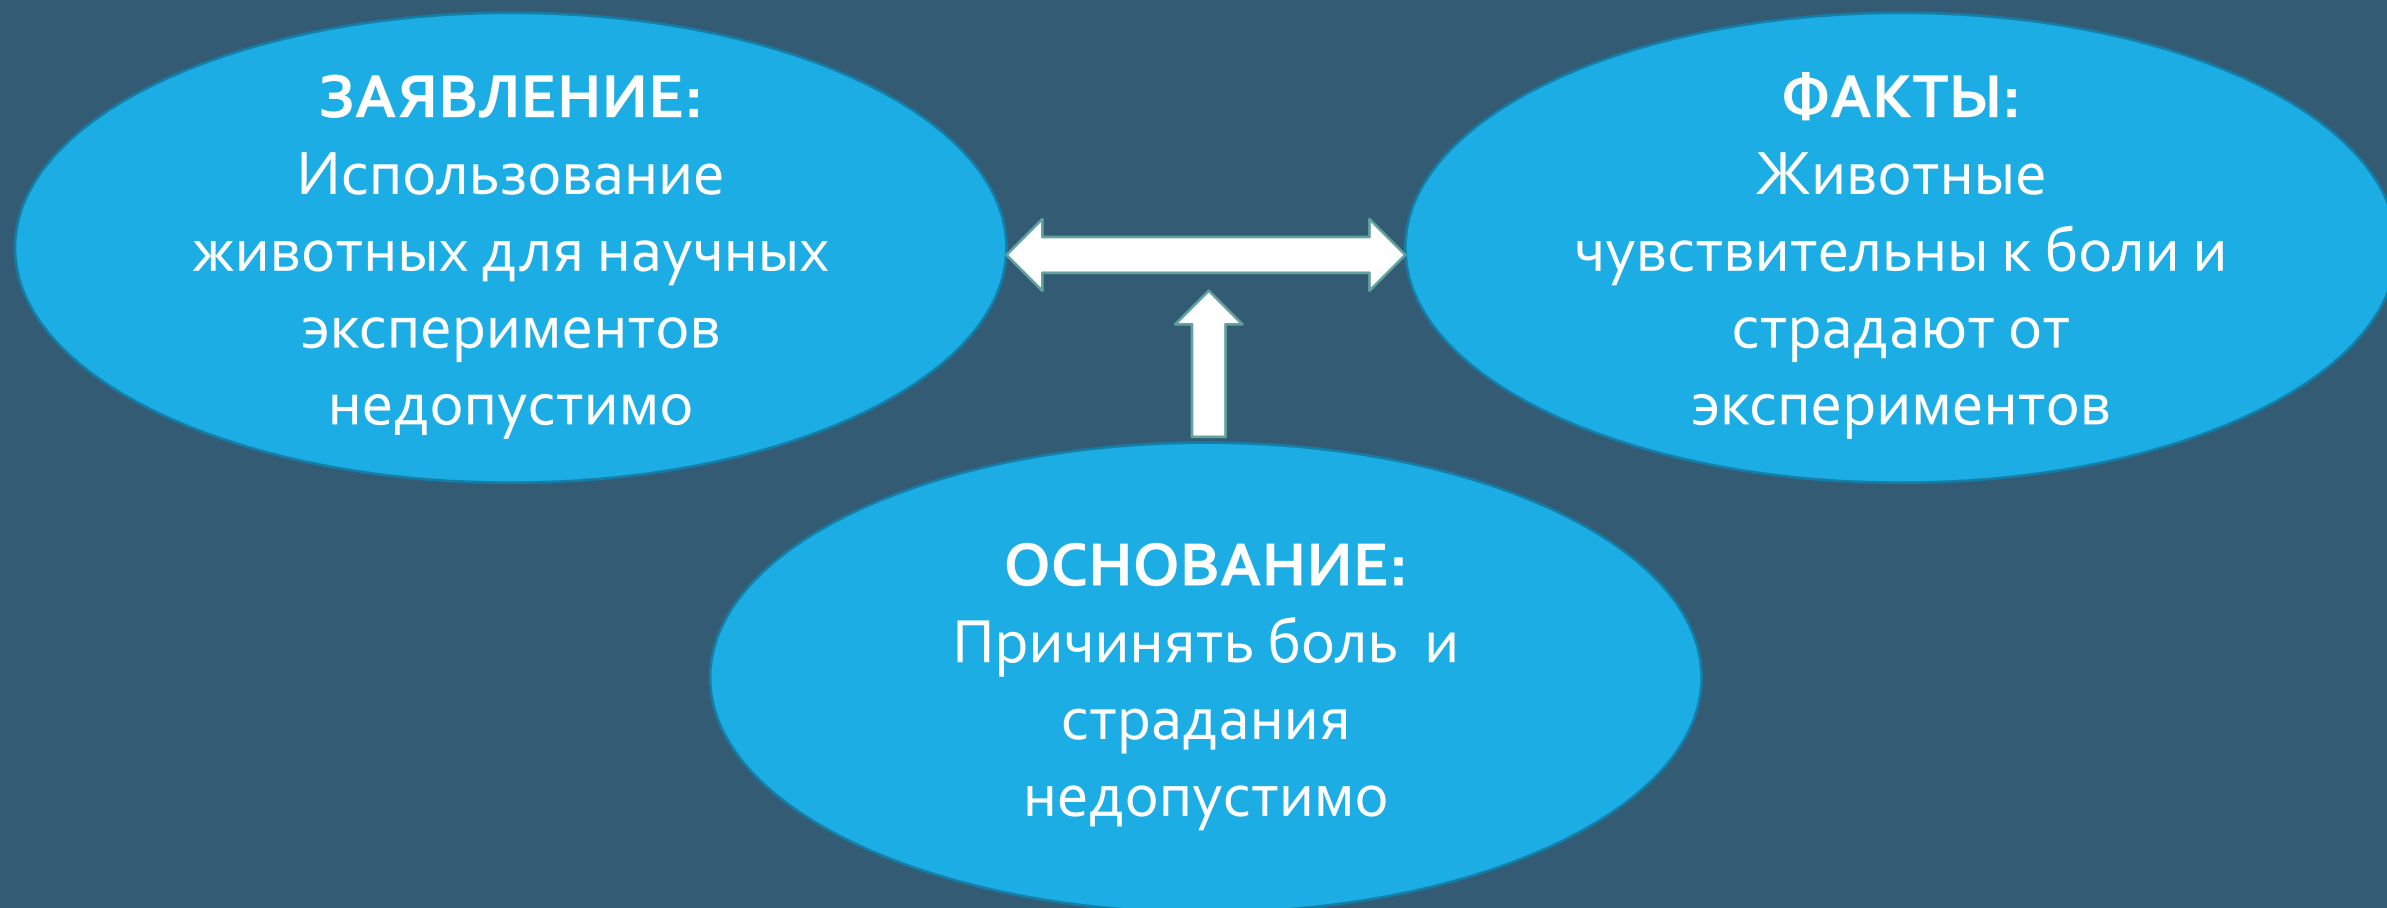 ЗАЯВЛЕНИЕ:
Использование
животных для научных
экспериментов
недопустимо
ФАКТЫ:
Животные
чувствительны к боли и
страдают от
экспериментов
ОСНОВАНИЕ:
Причинять боль  и
страдания
недопустимо